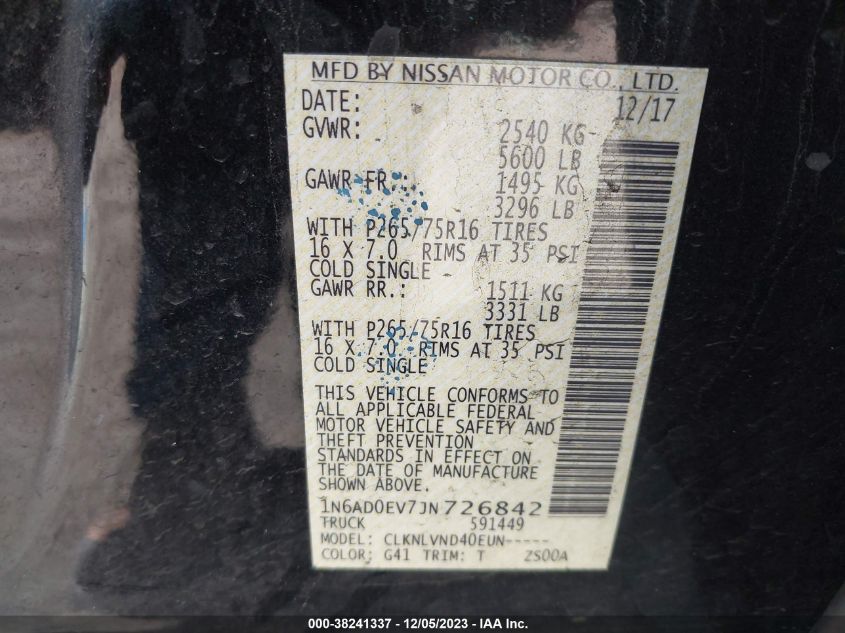 MFD BY NISSAN MOTOR CO., LTD.
DATE: 12/17
GVWR: 2540 KG
5600 LB
GAWR FR.: 1495 KG
3296 LB
WITH P265/75R16 TIRES
16 X 7.0 RIMS AT 35 PSI
COLD SINGLE
GAWR RR.: 1511 KG
3331 LB
WITH P265/75R16 TIRES
16 X 7.0 RIMS AT 35 PSI
COLD SINGLE
THIS VEHICLE CONFORMS TO
ALL APPLICABLE FEDERAL
MOTOR VEHICLE SAFETY AND
THEFT PREVENTION
STANDARDS IN EFFECT ON
THE DATE OF MANUFACTURE
SHOWN ABOVE.
1N6AD0EV7JN726842
TRUCK 591449
MODEL: CLKNLVND40EUN-----
COLOR: G41 TRIM: T ZS00A
000-38241337 - 12/05/2023 - IAA Inc.